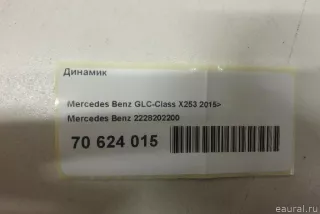 Динамик
Mercedes Benz GLC-Class X253 2015>
Mercedes Benz 2228202200
70 624 015
eaural.ru